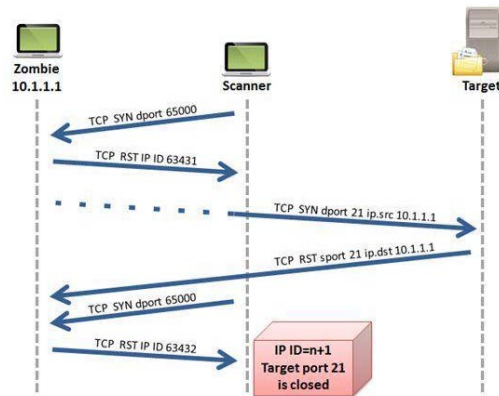 Zombie
10.1.1.1
Scanner
Target
TCP SYN dport 65000
TCP RST IP ID 63431
TCP SYN dport 21 ip.src 10.1.1.1
TCP RST sport 21 ip.dst 10.1.1.1
TCP SYN dport 65000
TCP RST IP ID 63432
IP ID=n+1
Target port 21
is closed